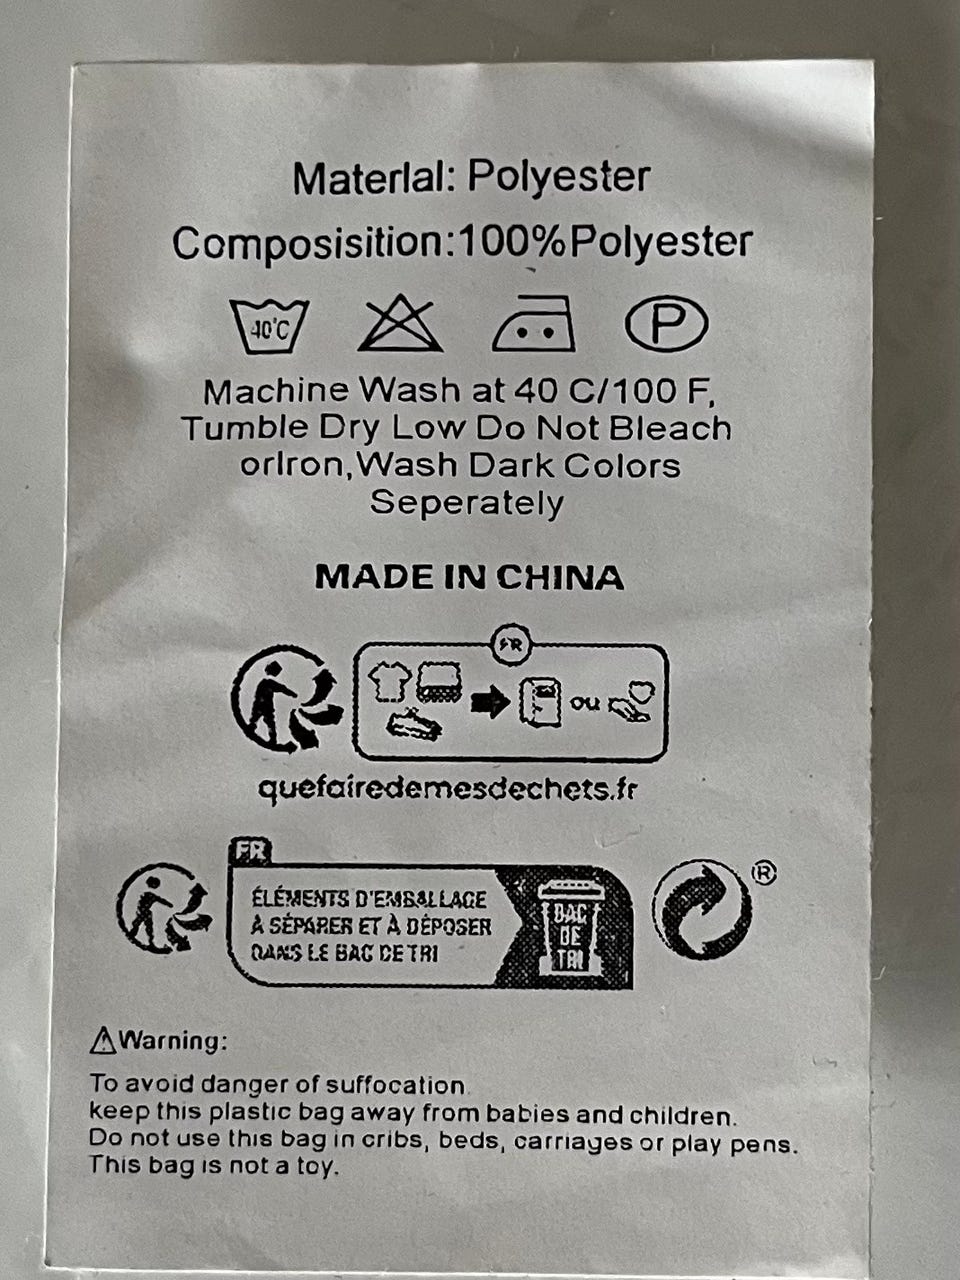 Materlal: Polyester
Composisition:100%Polyester
40°C P
Machine Wash at 40 C/100 F,
Tumble Dry Low Do Not Bleach
orIron,Wash Dark Colors
Seperately
MADE IN CHINA
FR
ou
quefairedemesdechets.fr
FR
ÉLÉMENTS D'EMBALLAGE
À SÉPARER ET À DÉPOSER
DANS LE BAC DE TRI
BAC
DE
TRI
®
Warning:
To avoid danger of suffocation
keep this plastic bag away from babies and children.
Do not use this bag in cribs, beds, carriages or play pens.
This bag is not a toy.